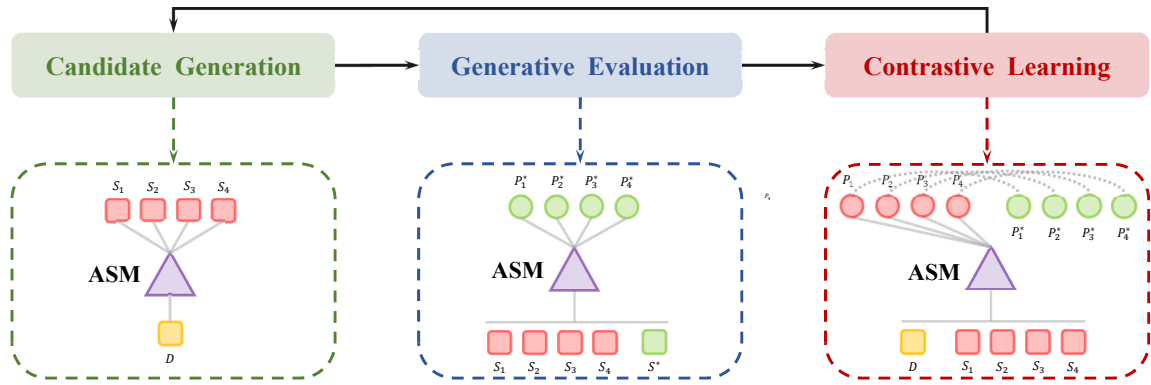 Candidate Generation
Generative Evaluation
Contrastive Learning
S₁ S₂ S₃ S₄
ASM
D
P₁* P₂* P₃* P₄*
ASM
S₁ S₂ S₃ S₄ S*
P₄
P₁ P₂ P₃ P₄
P₁* P₂* P₃* P₄*
ASM
D S₁ S₂ S₃ S₄